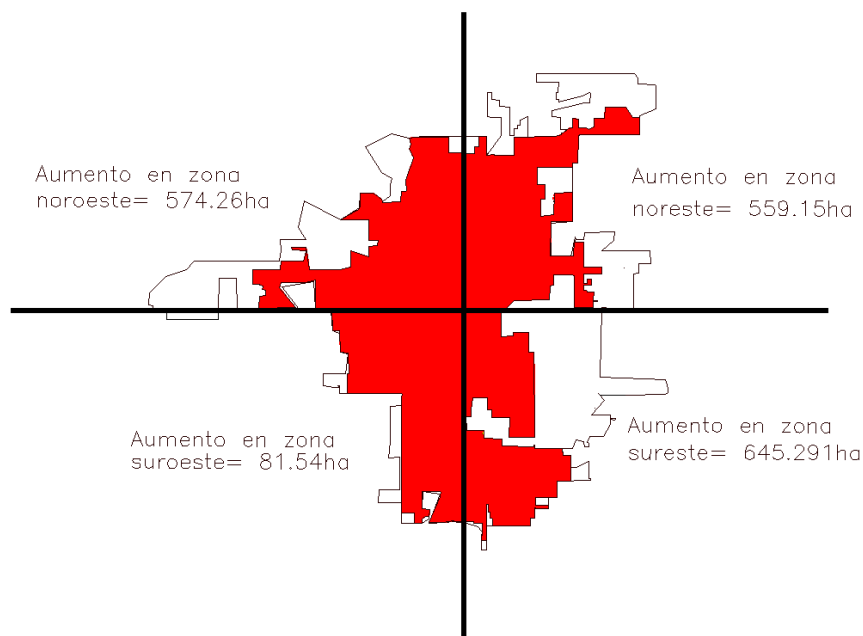 Aumento en zona
noroeste= 574.26ha
Aumento en zona
noreste= 559.15ha
Aumento en zona
suroeste= 81.54ha
Aumento en zona
sureste= 645.291ha